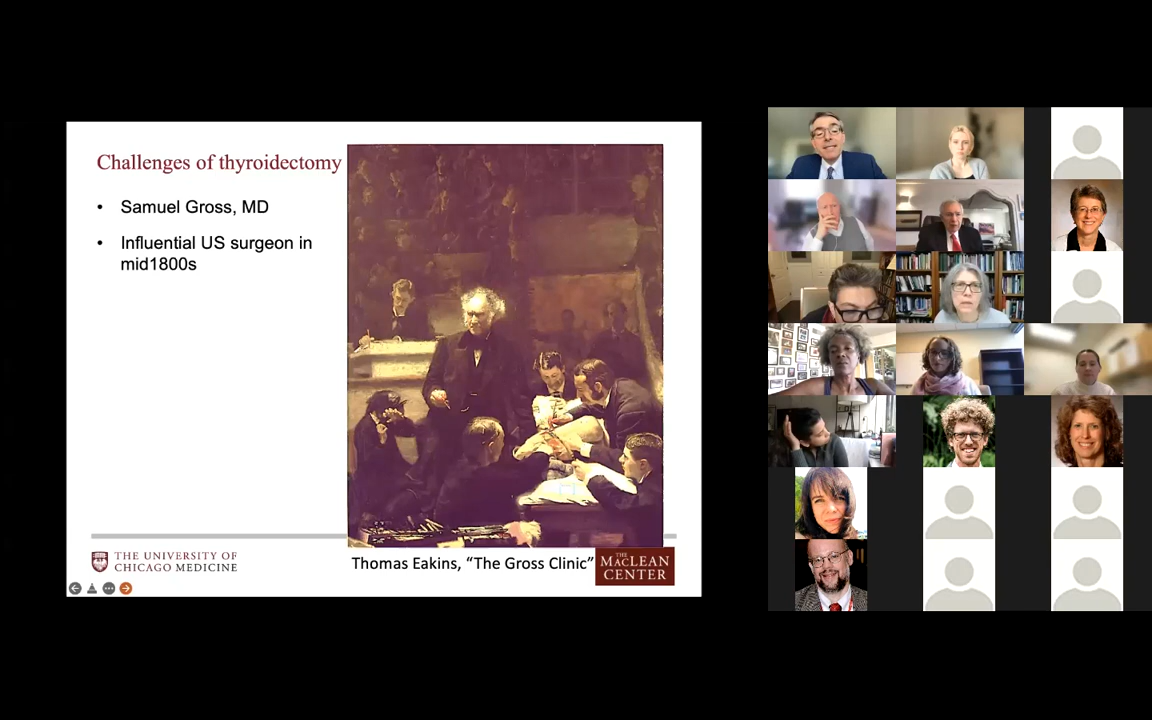 Challenges of thyroidectomy
• Samuel Gross, MD
• Influential US surgeon in
mid1800s
THE UNIVERSITY OF
CHICAGO MEDICINE
Thomas Eakins, “The Gross Clinic”
THE
MACLEAN
CENTER